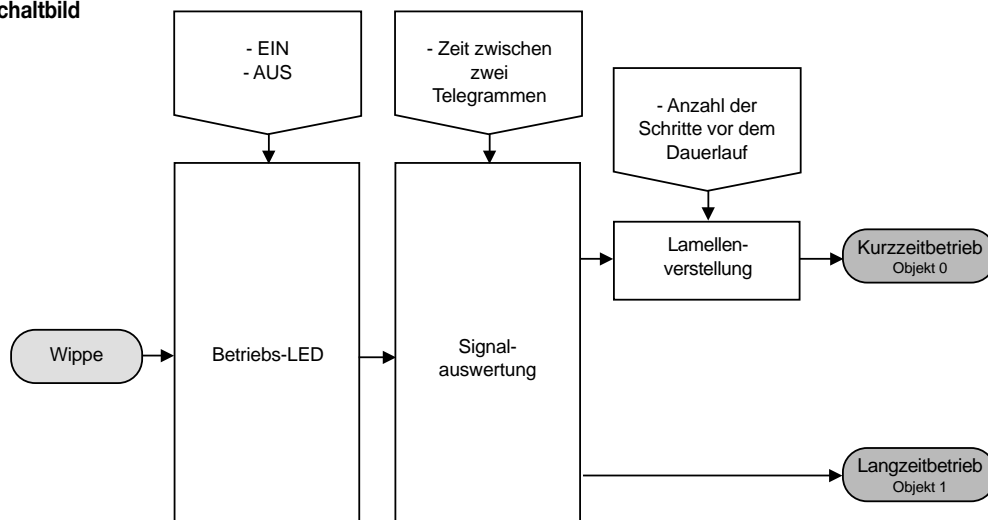 chaltbild
- EIN
- AUS
- Zeit zwischen
zwei
Telegrammen
- Anzahl der
Schritte vor dem
Dauerlauf
Lamellen-
verstellung
Kurzzeitbetrieb
Objekt 0
Wippe
Betriebs-LED
Signal-
auswertung
Langzeitbetrieb
Objekt 1